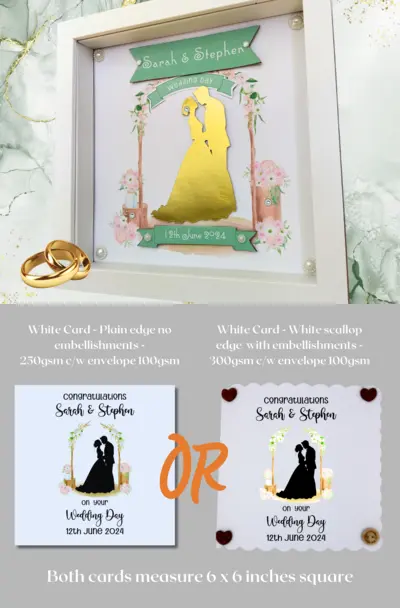 Sarah & Stephen
WEDDING DAY
12th June 2024
White Card - Plain edge no
embellishments -
250gsm c/w envelope 100gsm
White Card - White scallop
edge with embellishments -
300gsm c/w envelope 100gsm
Congratulations
Sarah & Stephen
on your
Wedding Day
12th June 2024
OR
Congratulations
Sarah & Stephen
on your
Wedding Day
12th June 2024
Both cards measure 6 x 6 inches square